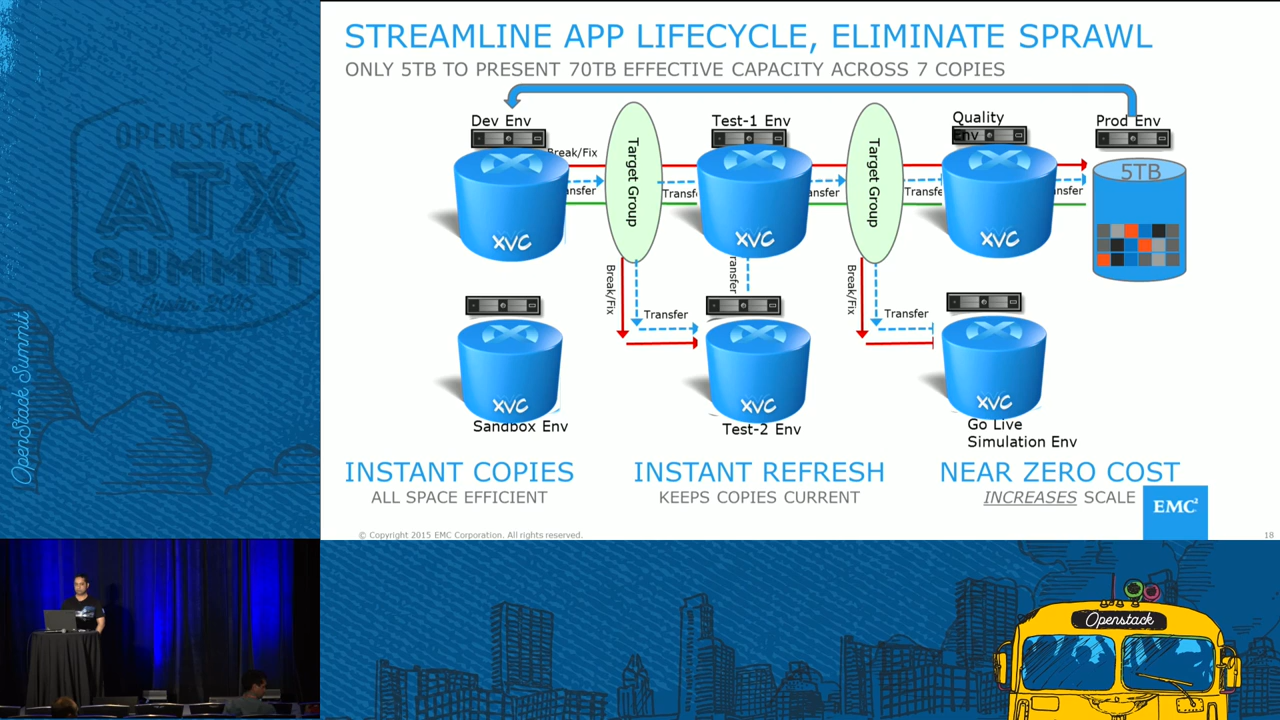 STREAMLINE APP LIFECYCLE, ELIMINATE SPRAWL
ONLY 5TB TO PRESENT 70TB EFFECTIVE CAPACITY ACROSS 7 COPIES
Dev Env
Test-1 Env
Quality
Env
Prod Env
Break/Fix
Target Group
Target Group
5TB
XVC
XVC
XVC
Break/Fix
Break/Fix
Transfer
Transfer
XVC
XVC
XVC
Sandbox Env
Test-2 Env
Go Live
Simulation Env
INSTANT COPIES
ALL SPACE EFFICIENT
INSTANT REFRESH
KEEPS COPIES CURRENT
NEAR ZERO COST
INCREASES SCALE
EMC²
© Copyright 2015 EMC Corporation. All rights reserved.
18
OPENSTACK
ATX
SUMMIT
OpenStack Summit
Openstack